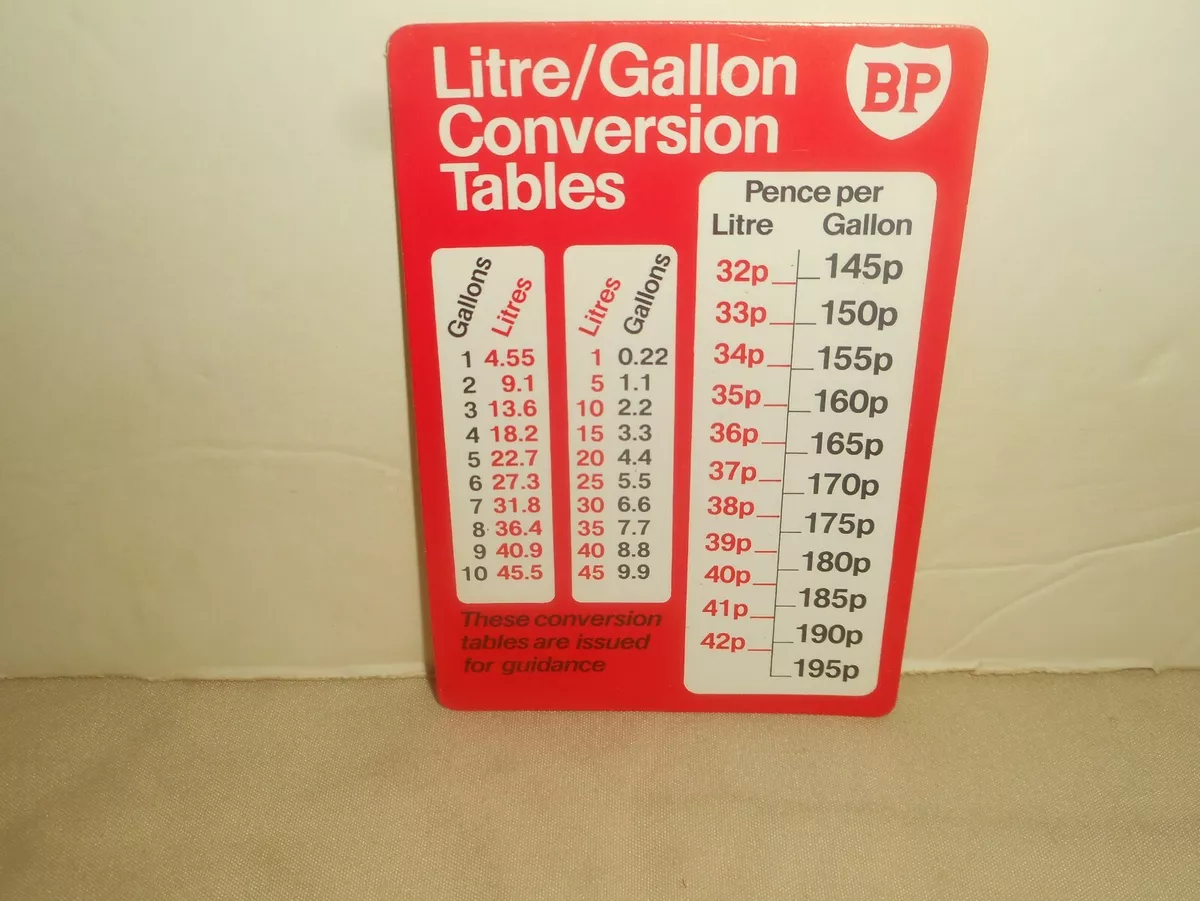 Litre/Gallon
Conversion
Tables
BP
Gallons Litres
1 4.55
2 9.1
3 13.6
4 18.2
5 22.7
6 27.3
7 31.8
8 36.4
9 40.9
10 45.5
Litres Gallons
1 0.22
5 1.1
10 2.2
15 3.3
20 4.4
25 5.5
30 6.6
35 7.7
40 8.8
45 9.9
These conversion
tables are issued
for guidance
Pence per
Litre Gallon
32p 145p
33p 150p
34p 155p
35p 160p
36p 165p
37p 170p
38p 175p
39p 180p
40p 185p
41p 190p
42p 195p